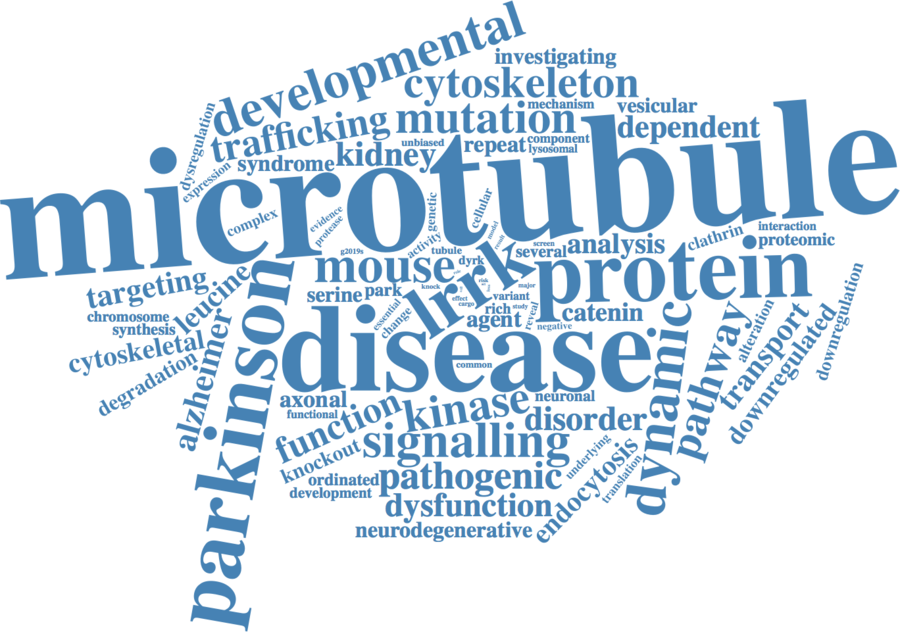 developmental
investigating
cytoskeleton
mechanism
vesicular
dysregulation
trafficking
mutation
dependent
unbiased
component
lysosomal
repeat
syndrome
kidney
expression
microtubule
complex
evidence
protease
genetic
cellular
model
result
activity
g2019s
tubule
screen
several
analysis
clathrin
interaction
proteomic
mouse
dyrk
lrrk
protein
targeting
leucine
serine
park
knock
risk
major
variant
effect
cargo
rich
study
agent
reveal
negative
catenin
chromosome
synthesis
essential
change
cytoskeletal
degradation
alzheimer
parkinson
disease
common
dynamic
pathway
alteration
transport
downregulated
downregulation
axonal
functional
function
kinase
neuronal
disorder
signalling
knockout
underlying
translation
endocytosis
ordinated
development
pathogenic
dysfunction
neurodegenerative